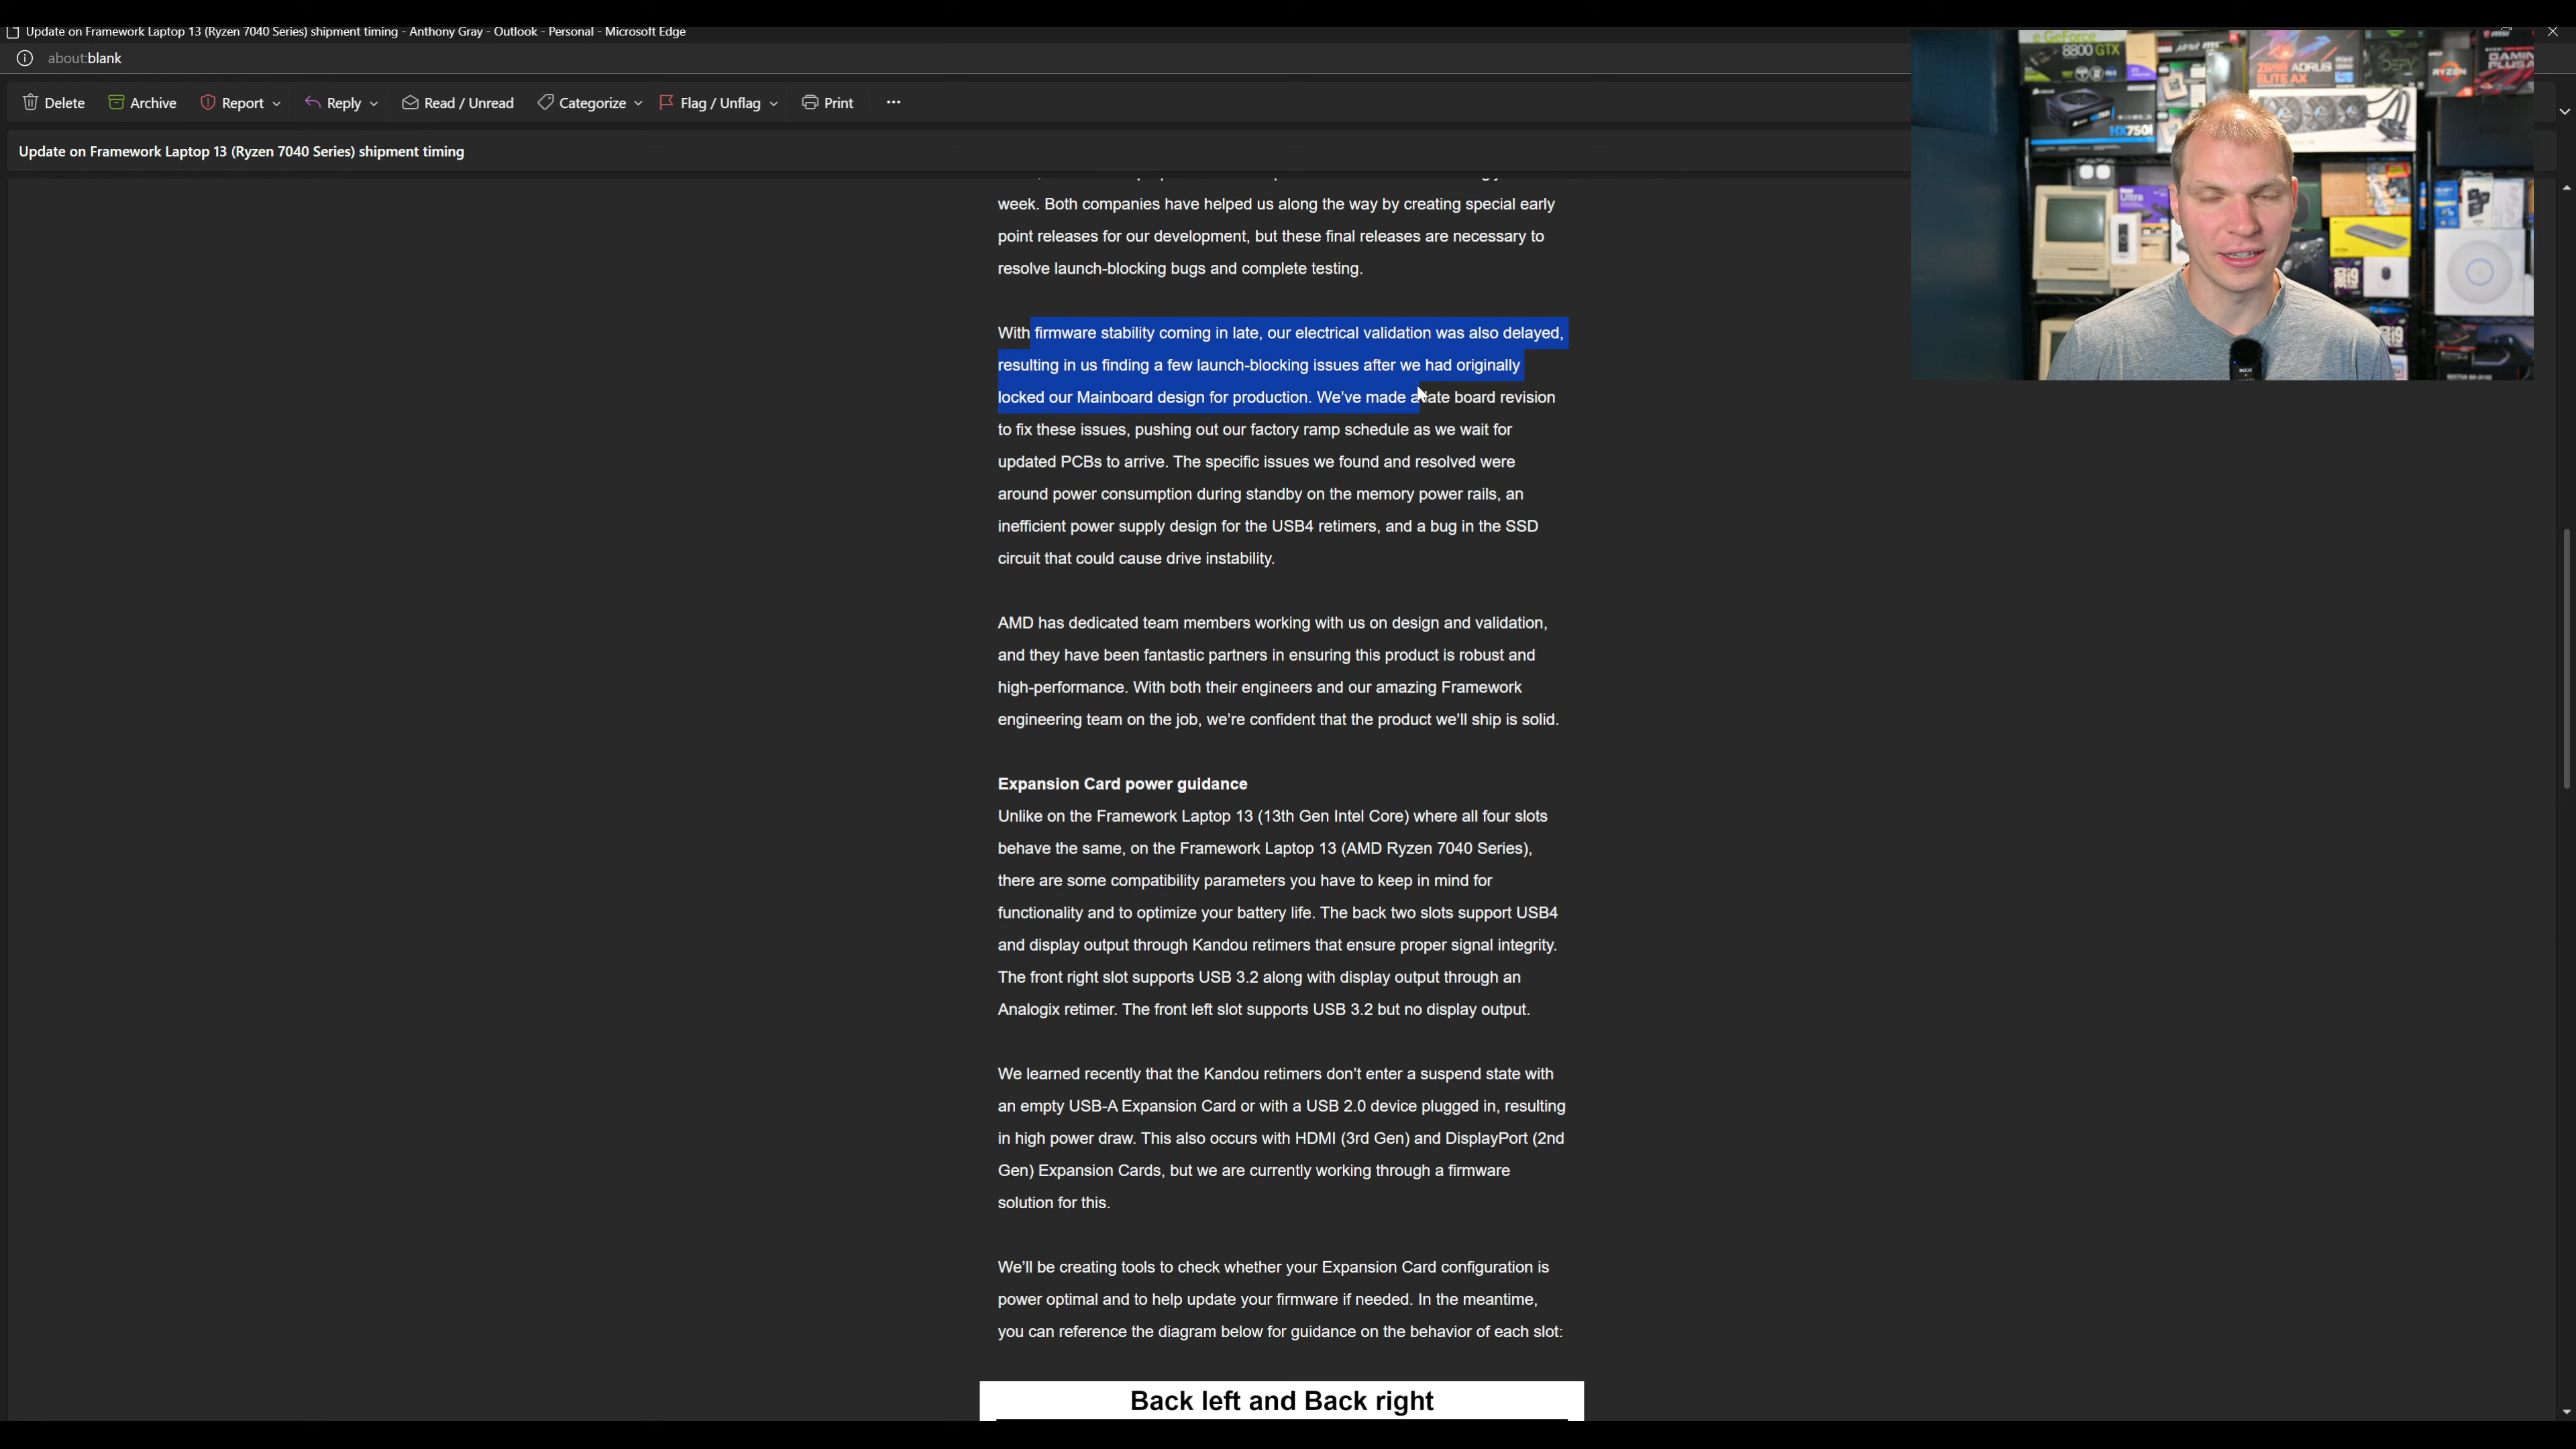 Update on Framework Laptop 13 (Ryzen 7040 Series) shipment timing - Anthony Gray - Outlook - Personal - Microsoft Edge
about:blank
Delete Archive Report Reply Read / Unread Categorize Flag / Unflag Print ...
Update on Framework Laptop 13 (Ryzen 7040 Series) shipment timing
e-GeForce
8800 GTX
Z690 AORUS
ELITE AX
RYZEN
GAMING
PLUS
HX750i
Ultra
i9
week. Both companies have helped us along the way by creating special early
point releases for our development, but these final releases are necessary to
resolve launch-blocking bugs and complete testing.
With firmware stability coming in late, our electrical validation was also delayed,
resulting in us finding a few launch-blocking issues after we had originally
locked our Mainboard design for production. We've made a late board revision
to fix these issues, pushing out our factory ramp schedule as we wait for
updated PCBs to arrive. The specific issues we found and resolved were
around power consumption during standby on the memory power rails, an
inefficient power supply design for the USB4 retimers, and a bug in the SSD
circuit that could cause drive instability.
AMD has dedicated team members working with us on design and validation,
and they have been fantastic partners in ensuring this product is robust and
high-performance. With both their engineers and our amazing Framework
engineering team on the job, we're confident that the product we'll ship is solid.
Expansion Card power guidance
Unlike on the Framework Laptop 13 (13th Gen Intel Core) where all four slots
behave the same, on the Framework Laptop 13 (AMD Ryzen 7040 Series),
there are some compatibility parameters you have to keep in mind for
functionality and to optimize your battery life. The back two slots support USB4
and display output through Kandou retimers that ensure proper signal integrity.
The front right slot supports USB 3.2 along with display output through an
Analogix retimer. The front left slot supports USB 3.2 but no display output.
We learned recently that the Kandou retimers don't enter a suspend state with
an empty USB-A Expansion Card or with a USB 2.0 device plugged in, resulting
in high power draw. This also occurs with HDMI (3rd Gen) and DisplayPort (2nd
Gen) Expansion Cards, but we are currently working through a firmware
solution for this.
We'll be creating tools to check whether your Expansion Card configuration is
power optimal and to help update your firmware if needed. In the meantime,
you can reference the diagram below for guidance on the behavior of each slot:
Back left and Back right